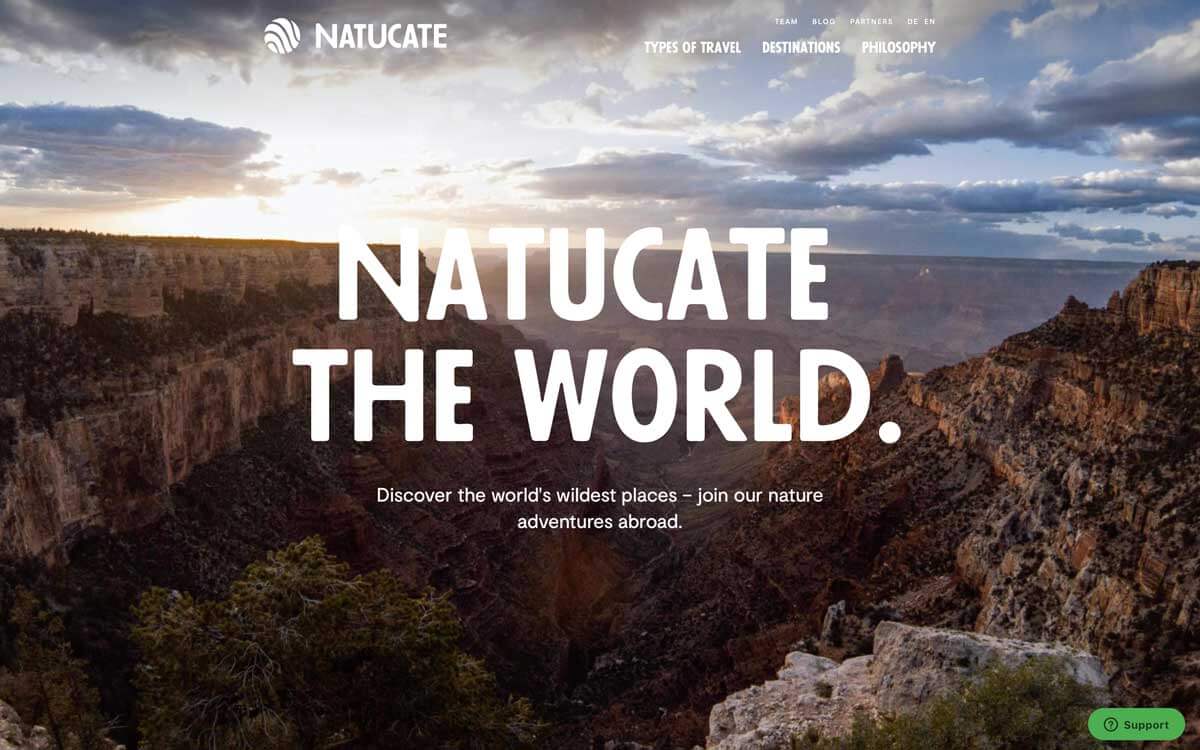 NATUCATE
TEAM BLOG PARTNERS DE EN
TYPES OF TRAVEL DESTINATIONS PHILOSOPHY
NATUCATE
THE WORLD.
Discover the world's wildest places – join our nature
adventures abroad.
Support